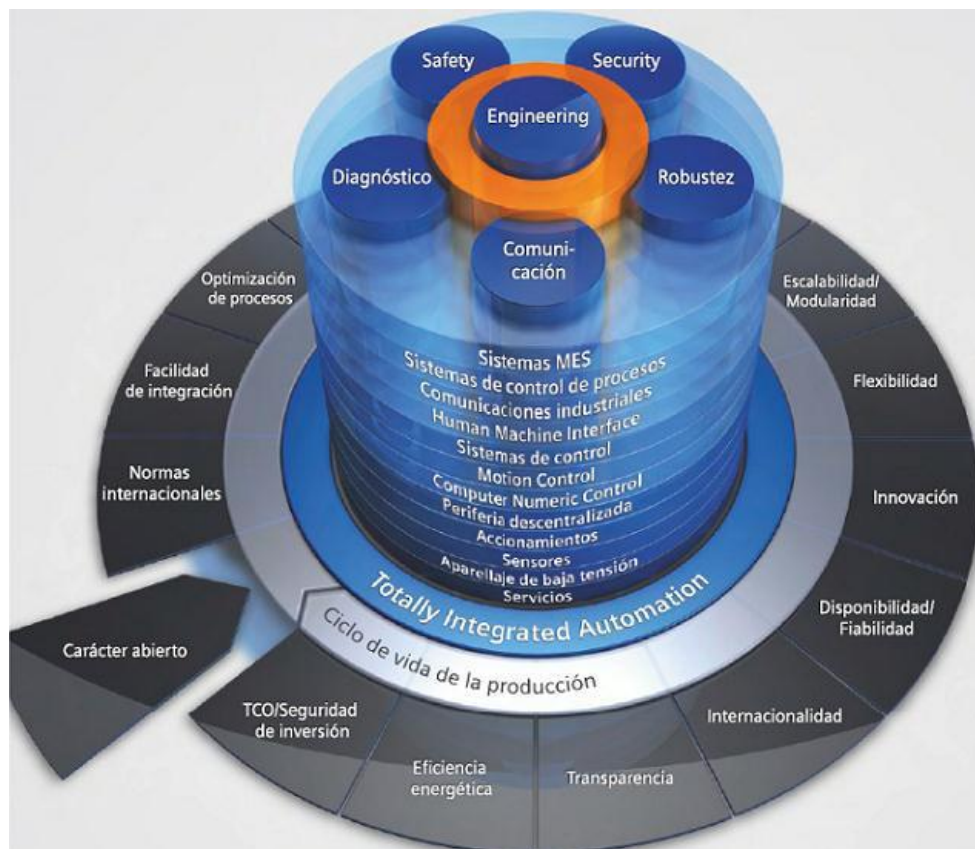 Safety
Security
Engineering
Diagnóstico
Robustez
Comuni-
cación
Optimización
de procesos
Escalabilidad/
Modularidad
Facilidad
de integración
Flexibilidad
Normas
internacionales
Innovación
Sistemas MES
Sistemas de control de procesos
Comunicaciones industriales
Human Machine Interface
Sistemas de control
Motion Control
Computer Numeric Control
Periferia descentralizada
Accionamientos
Sensores
Aparellaje de baja tensión
Servicios
Totally Integrated Automation
Ciclo de vida de la producción
Disponibilidad/
Fiabilidad
Carácter abierto
TCO/Seguridad
de inversión
Internacionalidad
Eficiencia
energética
Transparencia